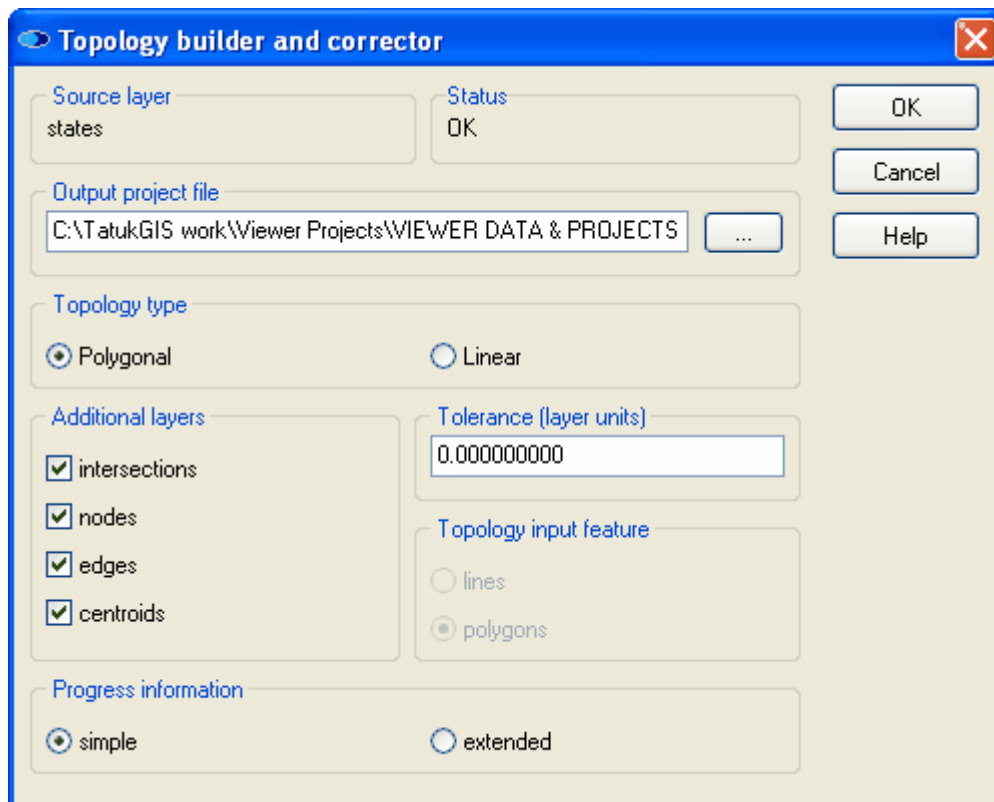 Topology builder and corrector
Source layer
states
Status
OK
OK
Cancel
Help
Output project file
C:\TatukGIS work\Viewer Projects\VIEWER DATA & PROJECTS
...
Topology type
Polygonal
Linear
Additional layers
intersections
nodes
edges
centroids
Tolerance (layer units)
0.000000000
Topology input feature
lines
polygons
Progress information
simple
extended